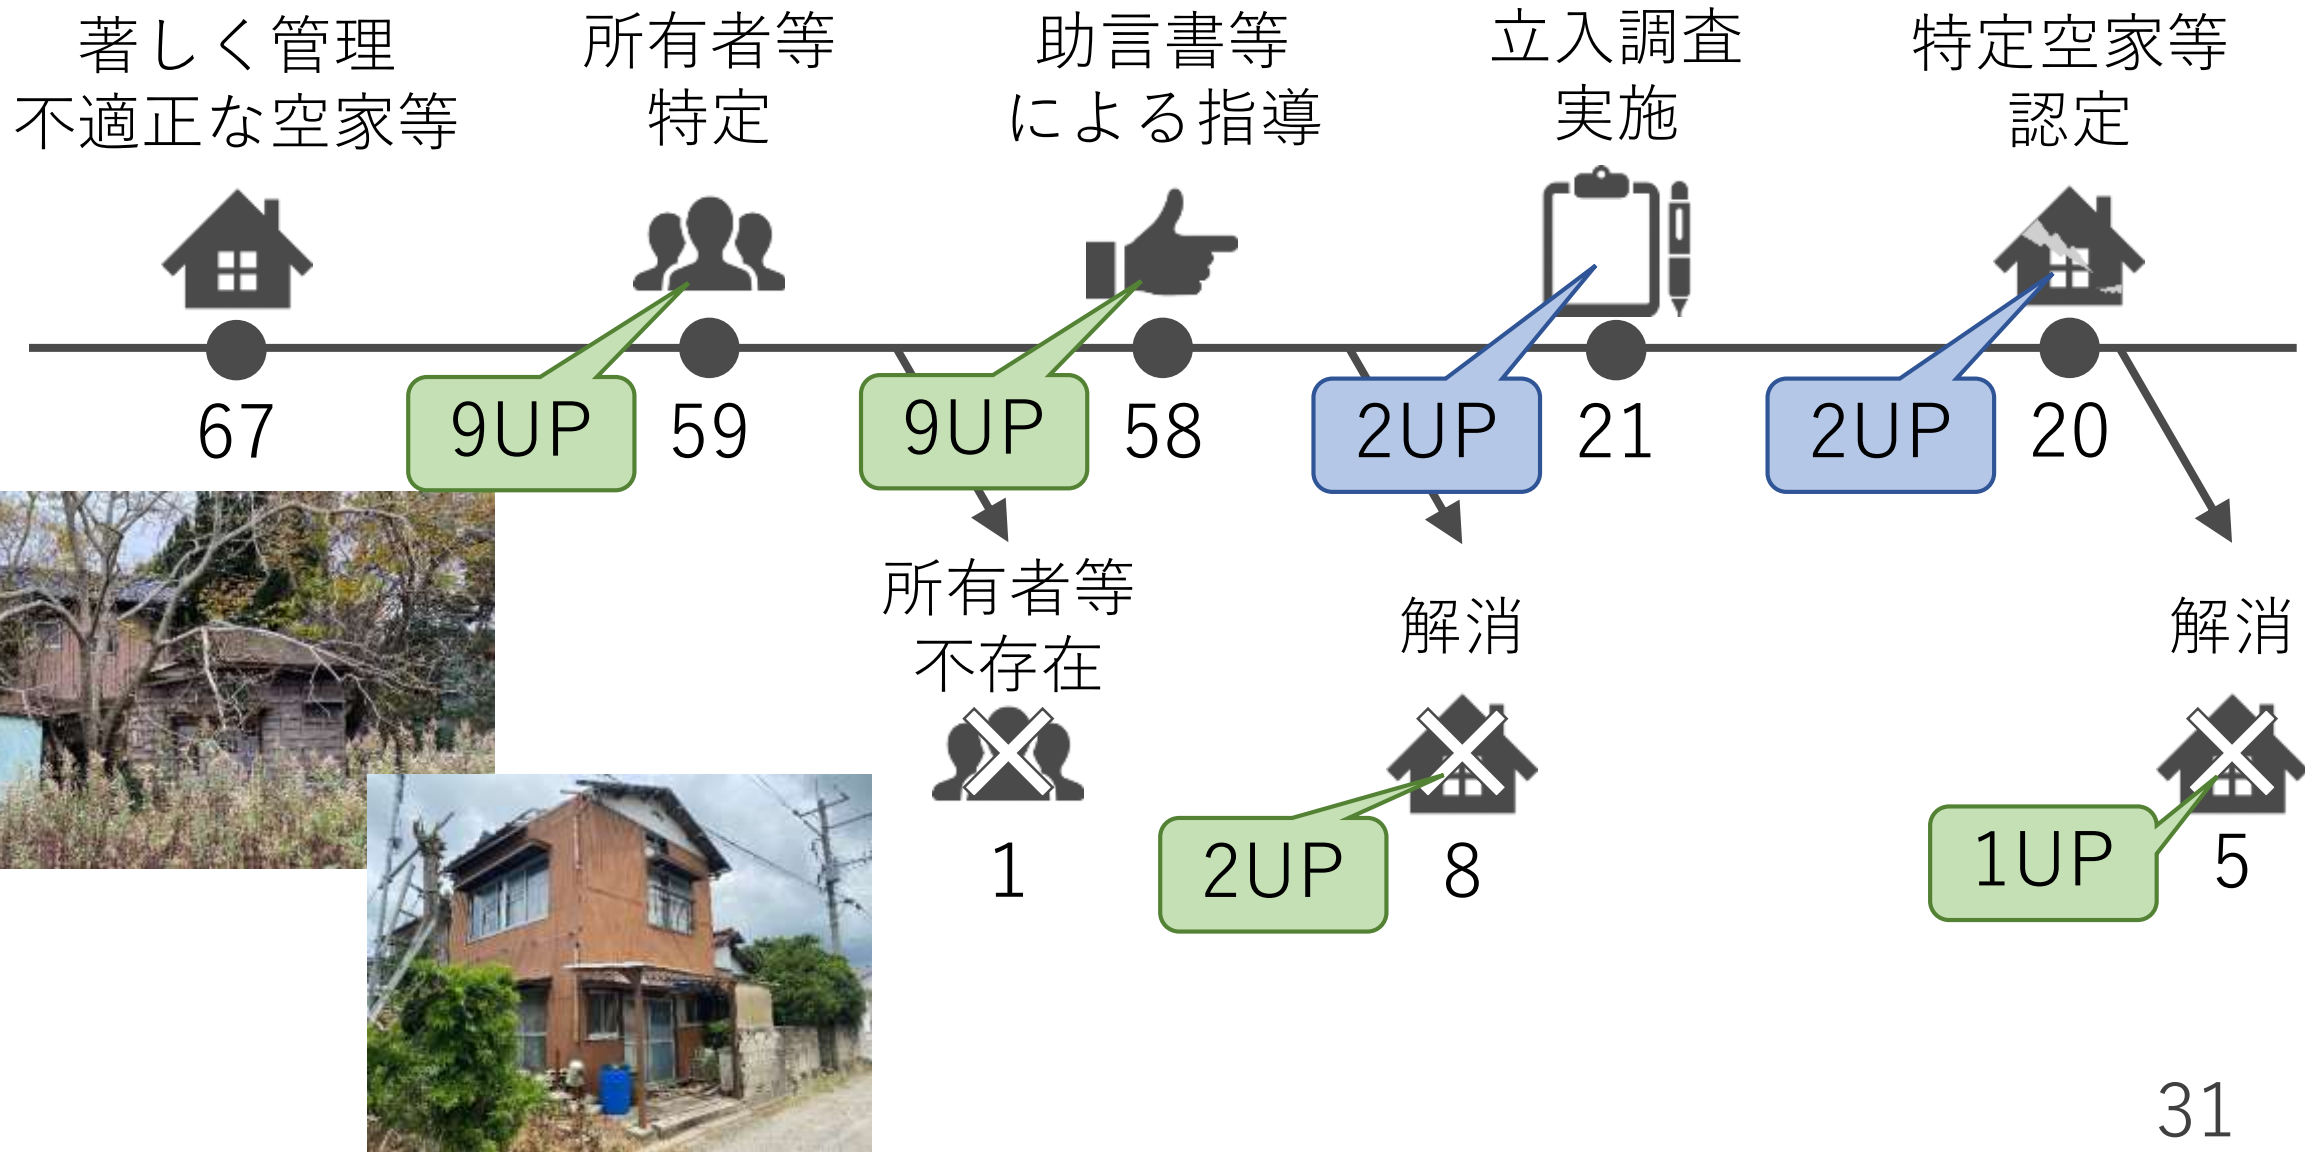 著しく管理
不適正な空家等
所有者等
特定
助言書等
による指導
立入調査
実施
特定空家等
認定
67
9UP
59
9UP
58
2UP
21
2UP
20
所有者等
不存在
1
解消
2UP
8
解消
1UP
5
31